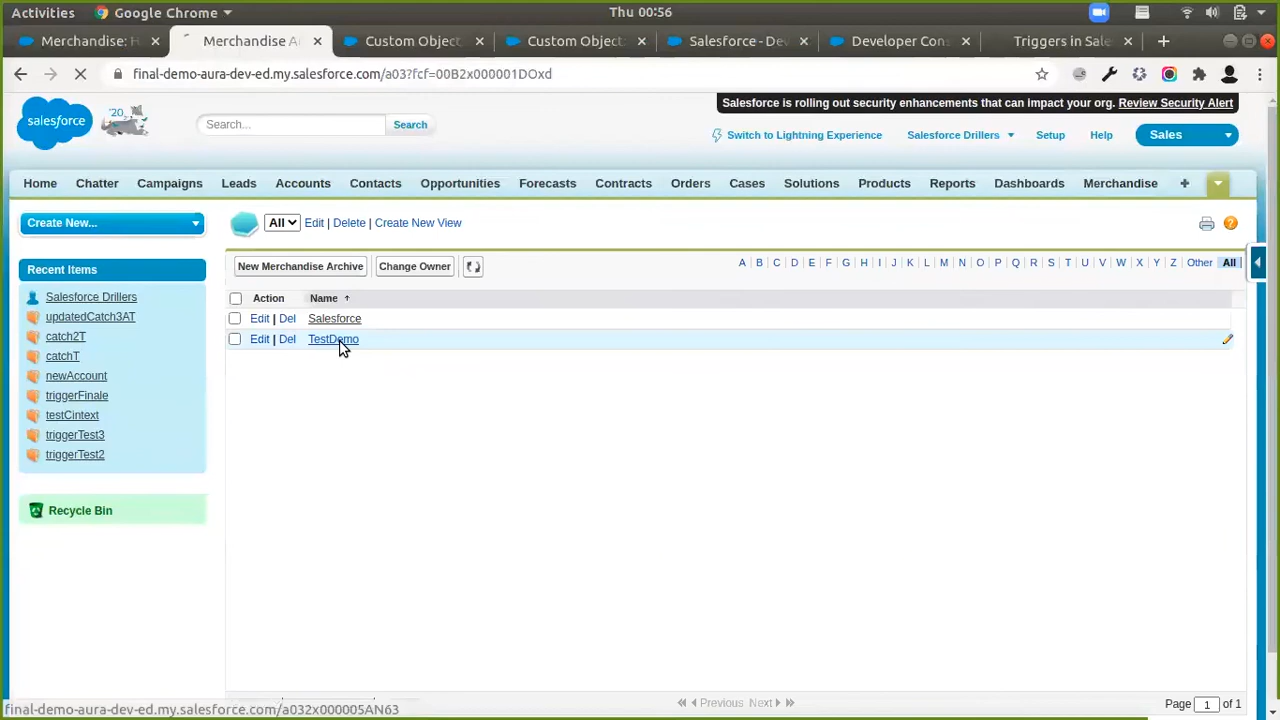 Activities
Google Chrome
Thu 00:56
Merchandise: H
Merchandise A
Custom Object
Custom Object:
Salesforce - Dev
Developer Cons
Triggers in Sale
final-demo-aura-dev-ed.my.salesforce.com/a03?fcf=00B2x000001DOxd
salesforce
'20
Search...
Search
Salesforce is rolling out security enhancements that can impact your org. Review Security Alert
Switch to Lightning Experience
Salesforce Drillers
Setup
Help
Sales
Home
Chatter
Campaigns
Leads
Accounts
Contacts
Opportunities
Forecasts
Contracts
Orders
Cases
Solutions
Products
Reports
Dashboards
Merchandise
+
Create New...
All
Edit | Delete | Create New View
Recent Items
Salesforce Drillers
updatedCatch3AT
catch2T
catchT
newAccount
triggerFinale
testCintext
triggerTest3
triggerTest2
Recycle Bin
New Merchandise Archive
Change Owner
A | B | C | D | E | F | G | H | I | J | K | L | M | N | O | P | Q | R | S | T | U | V | W | X | Y | Z | Other | All
Action
Name
Edit | Del
Salesforce
Edit | Del
TestDemo
Previous Next
Page 1 of 1
final-demo-aura-dev-ed.my.salesforce.com/a032x000005AN63